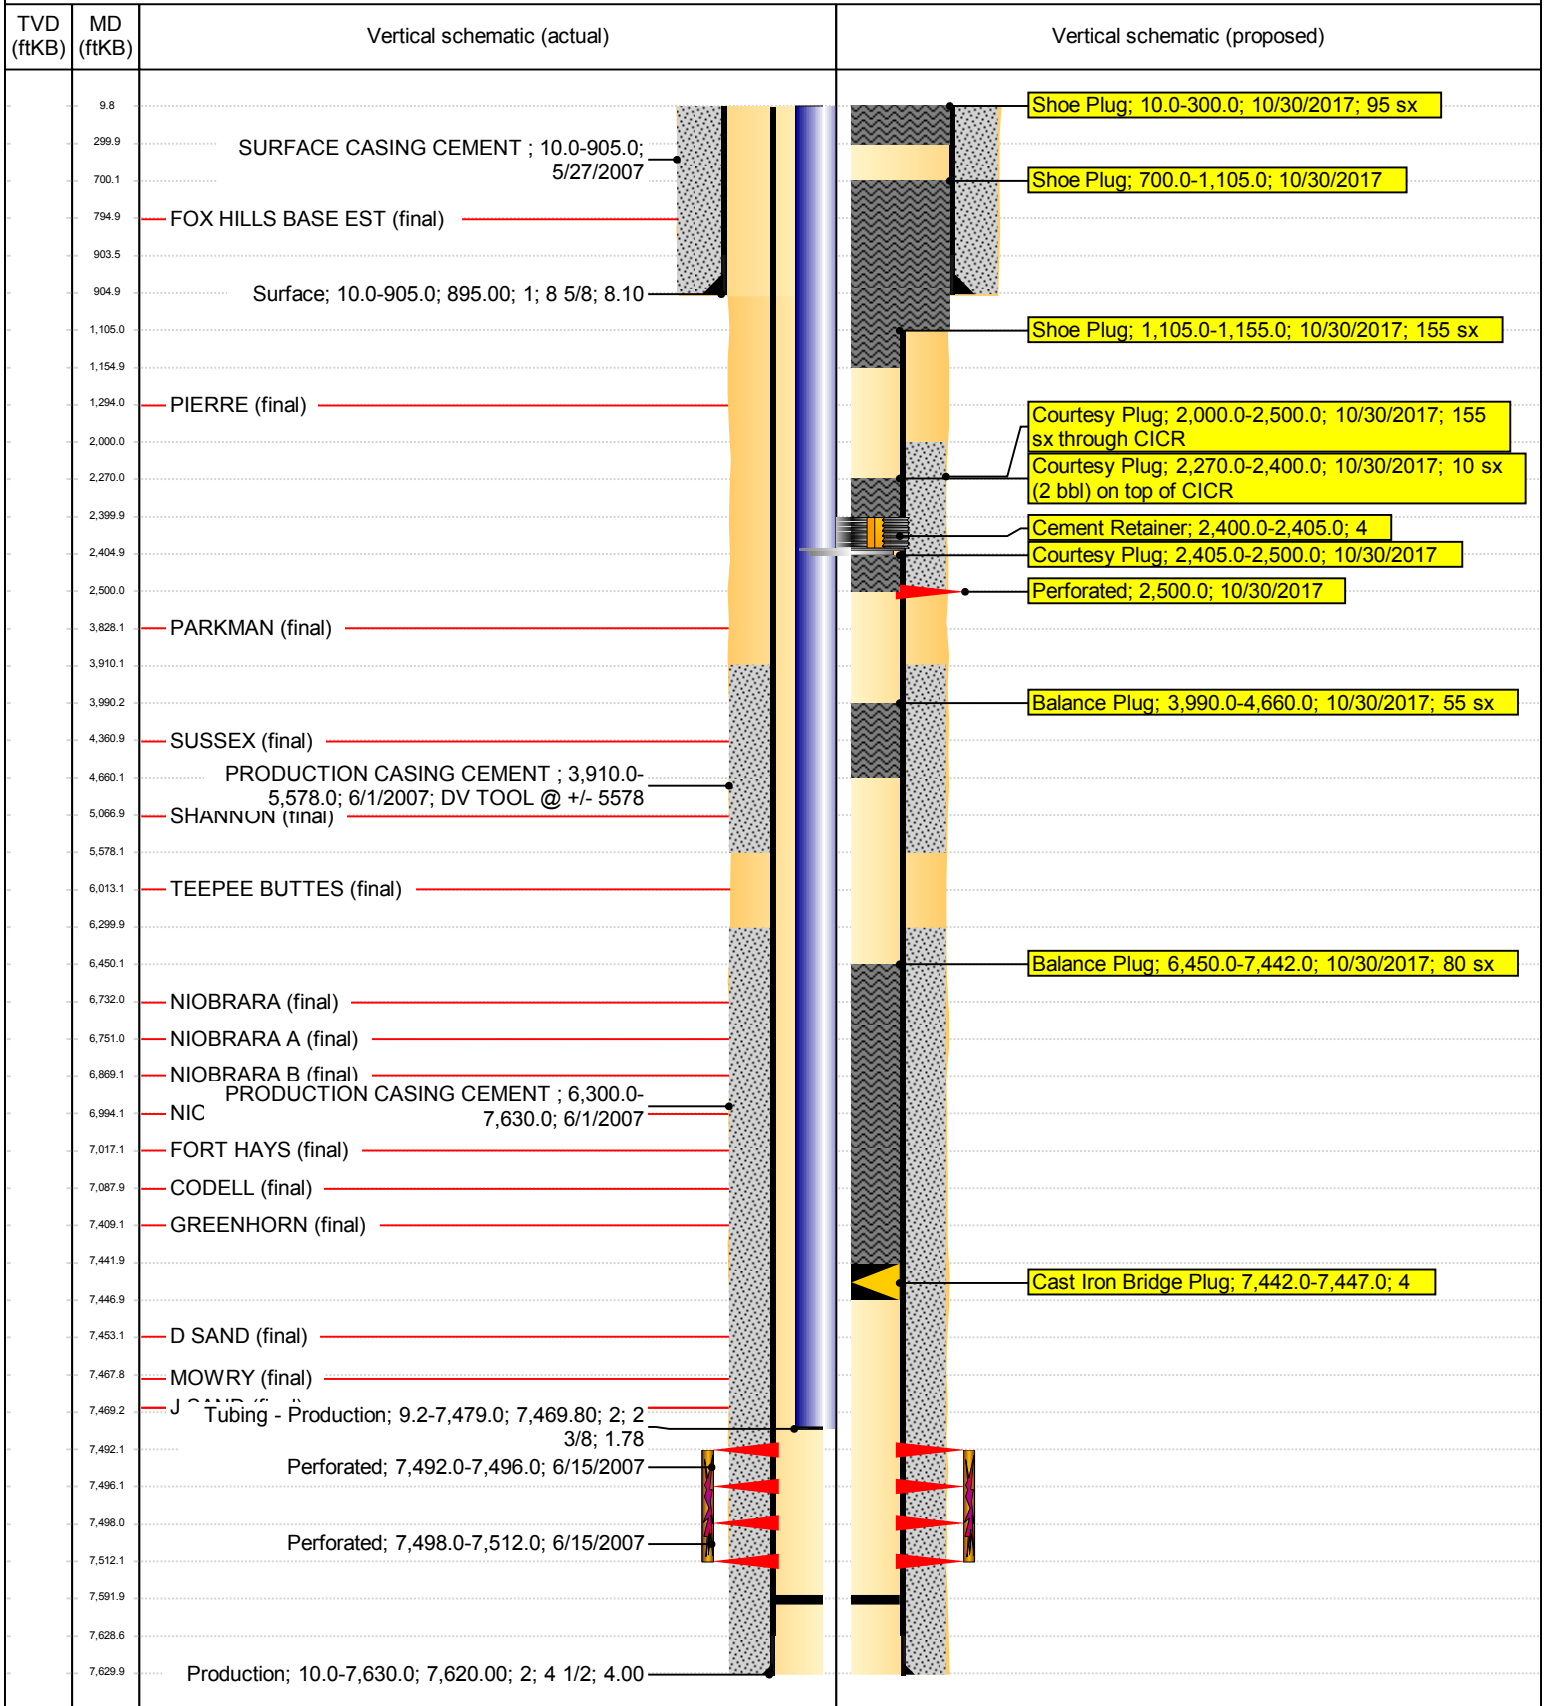 TVD (ftKB)
MD (ftKB)
Vertical schematic (actual)
Vertical schematic (proposed)
9.8
299.9
700.1
794.9
903.5
904.9
1,105.0
1,154.9
1,294.0
2,000.0
2,270.0
2,399.9
2,404.9
2,500.0
3,828.1
3,910.1
3,990.2
4,360.9
4,660.1
5,066.9
5,578.1
6,013.1
6,299.9
6,450.1
6,732.0
6,751.0
6,869.1
6,994.1
7,017.1
7,087.9
7,409.1
7,441.9
7,446.9
7,453.1
7,467.8
7,469.2
7,492.1
7,496.1
7,498.0
7,512.1
7,591.9
7,628.6
7,629.9
SURFACE CASING CEMENT ; 10.0-905.0;
5/27/2007
FOX HILLS BASE EST (final)
Surface; 10.0-905.0; 895.00; 1; 8 5/8; 8.10
PIERRE (final)
PARKMAN (final)
SUSSEX (final)
PRODUCTION CASING CEMENT ; 3,910.0-
5,578.0; 6/1/2007; DV TOOL @ +/- 5578
SHANNON (final)
TEEPEE BUTTES (final)
NIOBRARA (final)
NIOBRARA A (final)
NIOBRARA B (final)
PRODUCTION CASING CEMENT ; 6,300.0-
7,630.0; 6/1/2007
FORT HAYS (final)
CODELL (final)
GREENHORN (final)
D SAND (final)
MOWRY (final)
J SAND (final)
Tubing - Production; 9.2-7,479.0; 7,469.80; 2; 2
3/8; 1.78
Perforated; 7,492.0-7,496.0; 6/15/2007
Perforated; 7,498.0-7,512.0; 6/15/2007
Production; 10.0-7,630.0; 7,620.00; 2; 4 1/2; 4.00
Shoe Plug; 10.0-300.0; 10/30/2017; 95 sx
Shoe Plug; 700.0-1,105.0; 10/30/2017
Shoe Plug; 1,105.0-1,155.0; 10/30/2017; 155 sx
Courtesy Plug; 2,000.0-2,500.0; 10/30/2017; 155
sx through CICR
Courtesy Plug; 2,270.0-2,400.0; 10/30/2017; 10 sx
(2 bbl) on top of CICR
Cement Retainer; 2,400.0-2,405.0; 4
Courtesy Plug; 2,405.0-2,500.0; 10/30/2017
Perforated; 2,500.0; 10/30/2017
Balance Plug; 3,990.0-4,660.0; 10/30/2017; 55 sx
Balance Plug; 6,450.0-7,442.0; 10/30/2017; 80 sx
Cast Iron Bridge Plug; 7,442.0-7,447.0; 4